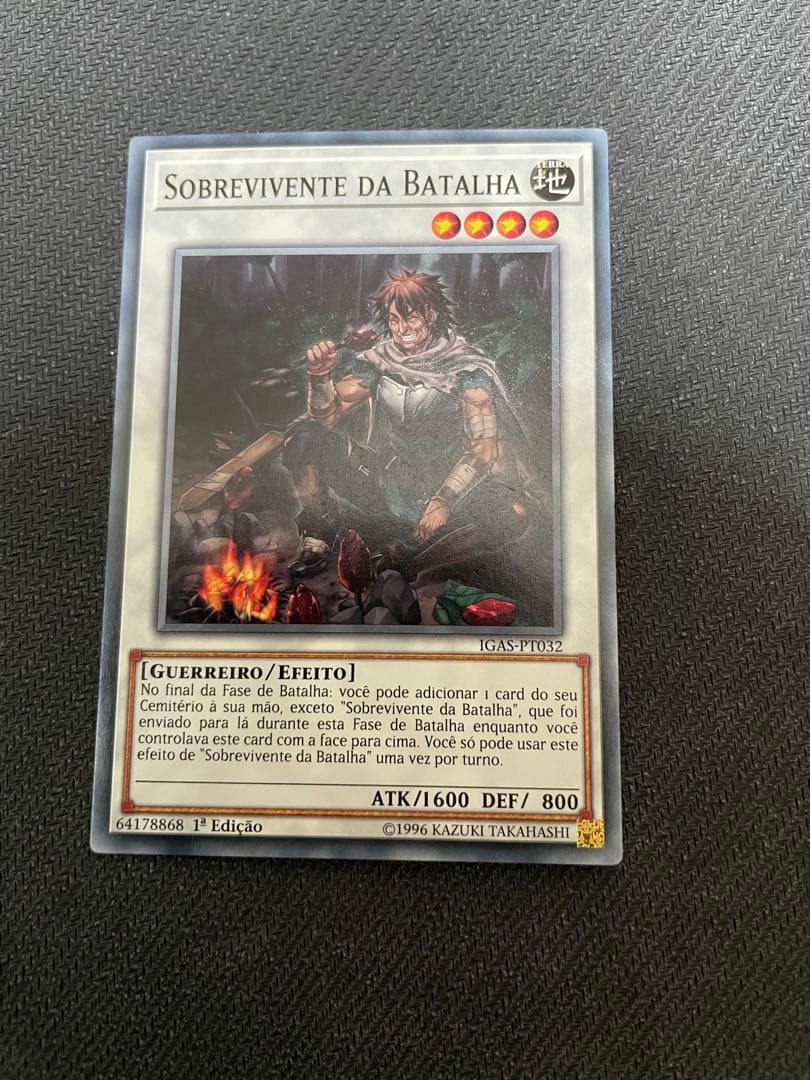 SOBREVIVENTE DA BATALHA
TERRA
地
IGAS-PT032
[GUERREIRO/EFEITO]
No final da Fase de Batalha: você pode adicionar 1 card do seu
Cemitério à sua mão, exceto "Sobrevivente da Batalha", que foi
enviado para lá durante esta Fase de Batalha enquanto você
controlava este card com a face para cima. Você só pode usar este
efeito de "Sobrevivente da Batalha" uma vez por turno.
ATK/1600 DEF/ 800
64178868 1ª Edição
©1996 KAZUKI TAKAHASHI